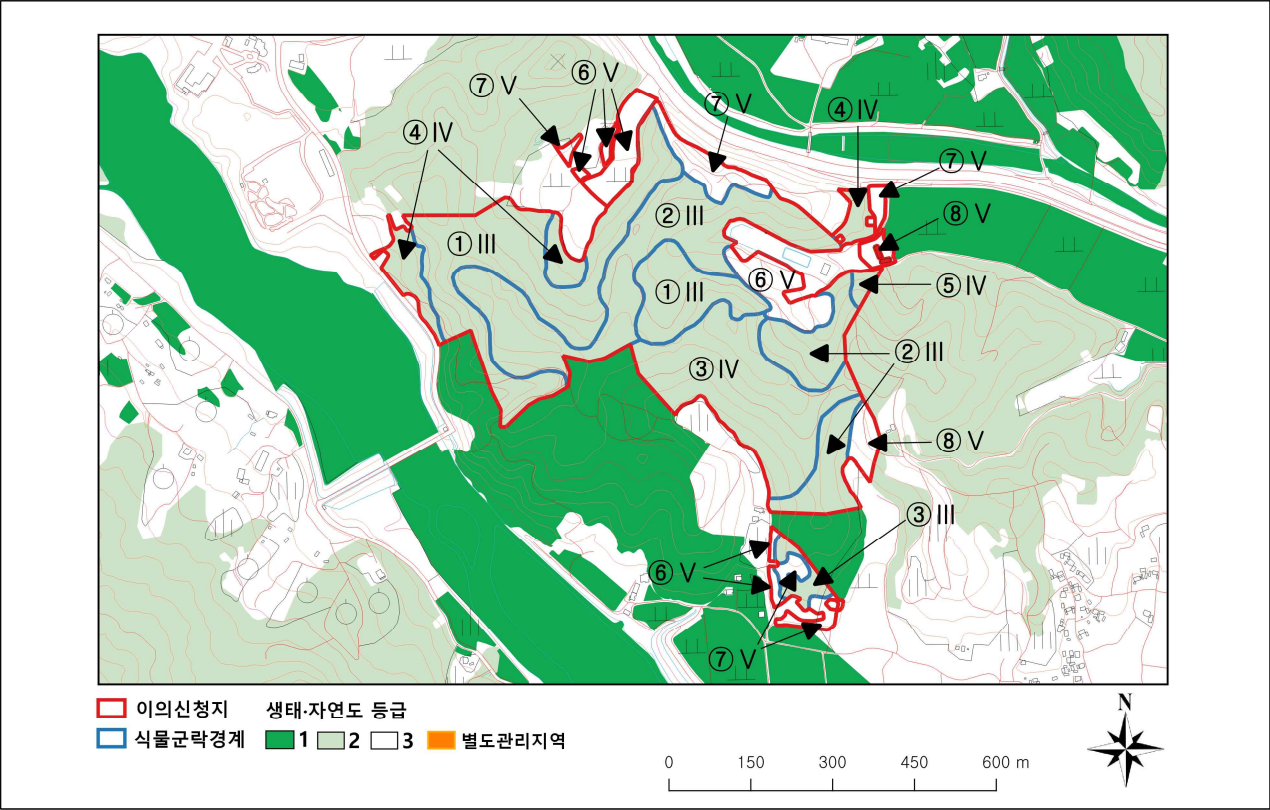 ⑦ V
⑥ V
⑦ V
④ IV
④ IV
⑦ V
② III
⑧ V
① III
① III
⑥ V
⑤ IV
② III
③ IV
⑧ V
③ III
⑥ V
⑦ V
이의신청지
생태·자연도 등급
식물군락경계
1 2 3 별도관리지역
N
0 150 300 450 600 m